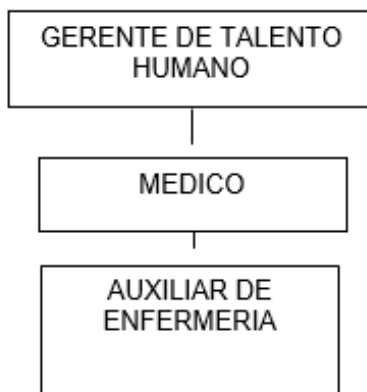 GERENTE DE TALENTO
HUMANO
MEDICO
AUXILIAR DE
ENFERMERIA